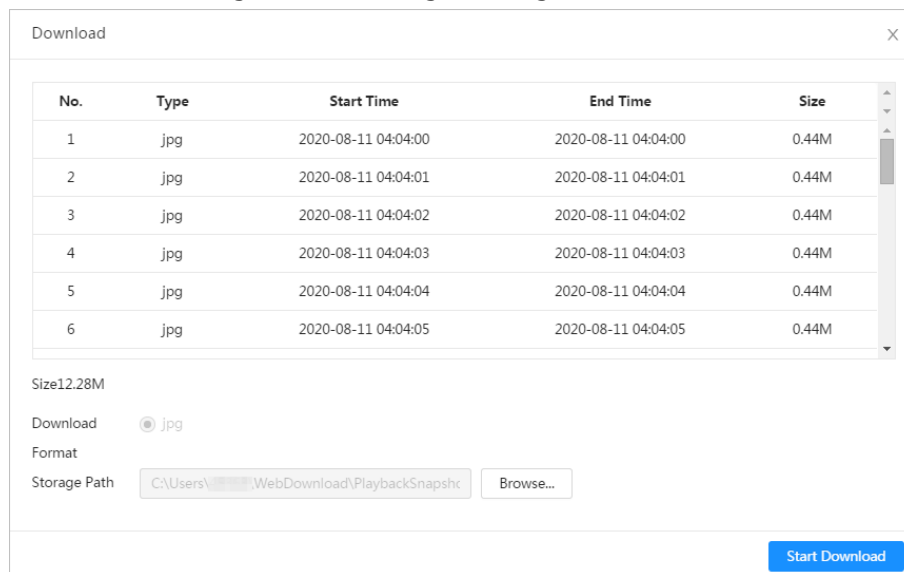 Download
No. Type Start Time End Time Size
1 jpg 2020-08-11 04:04:00 2020-08-11 04:04:00 0.44M
2 jpg 2020-08-11 04:04:01 2020-08-11 04:04:01 0.44M
3 jpg 2020-08-11 04:04:02 2020-08-11 04:04:02 0.44M
4 jpg 2020-08-11 04:04:03 2020-08-11 04:04:03 0.44M
5 jpg 2020-08-11 04:04:04 2020-08-11 04:04:04 0.44M
6 jpg 2020-08-11 04:04:05 2020-08-11 04:04:05 0.44M
Size12.28M
Download jpg
Format
Storage Path C:\Users\ WebDownload\PlaybackSnapsho Browse...
Start Download